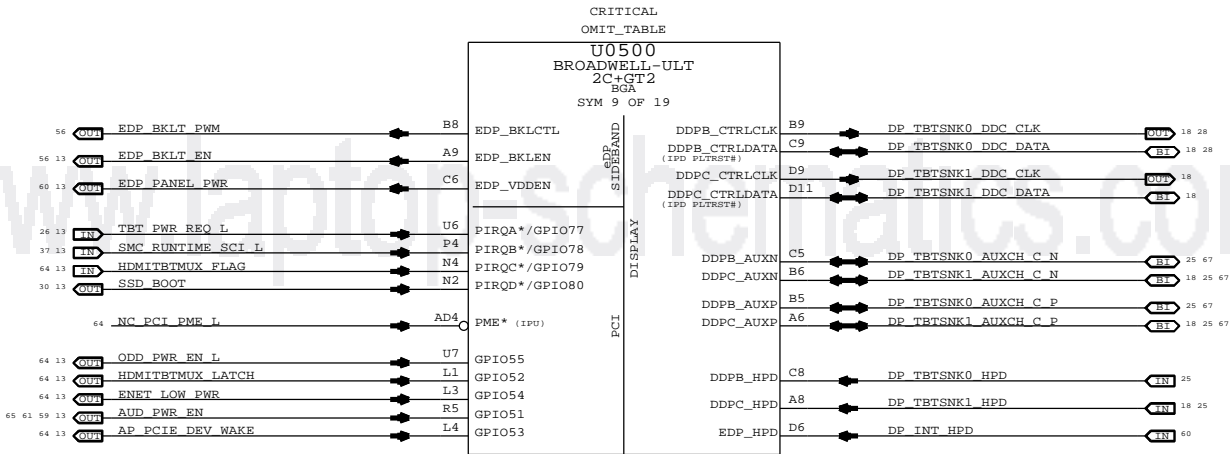 CRITICAL
OMIT_TABLE
U0500
BROADWELL-ULT
2C+GT2
BGA
SYM 9 OF 19
56 OUT EDP_BKLT_PWM B8 EDP_BKLCTL
56 13 OUT EDP_BKLT_EN A9 EDP_BKLEN
60 13 OUT EDP_PANEL_PWR C6 EDP_VDDEN
eDP SIDEBAND
26 13 IN TBT_PWR_REQ_L U6 PIRQA*/GPIO77
37 13 IN SMC_RUNTIME_SCI_L P4 PIRQB*/GPIO78
64 13 IN HDMITBTMUX_FLAG N4 PIRQC*/GPIO79
30 13 OUT SSD_BOOT N2 PIRQD*/GPIO80
64 NC_PCI_PME_L AD4 PME* (IPU)
64 13 OUT ODD_PWR_EN_L U7 GPIO55
64 13 OUT HDMITBTMUX_LATCH L1 GPIO52
64 13 OUT ENET_LOW_PWR L3 GPIO54
65 61 59 13 OUT AUD_PWR_EN R5 GPIO51
64 13 OUT AP_PCIE_DEV_WAKE L4 GPIO53
PCI
DISPLAY
DDPB_CTRLCLK B9 DP_TBTSNK0_DDC_CLK OUT 18 28
DDPB_CTRLDATA C9 DP_TBTSNK0_DDC_DATA BI 18 28
(IPD PLTRST#)
DDPC_CTRLCLK D9 DP_TBTSNK1_DDC_CLK OUT 18
DDPC_CTRLDATA D11 DP_TBTSNK1_DDC_DATA BI 18
(IPD PLTRST#)
DDPB_AUXN C5 DP_TBTSNK0_AUXCH_C_N BI 25 67
DDPC_AUXN B6 DP_TBTSNK1_AUXCH_C_N BI 18 25 67
DDPB_AUXP B5 DP_TBTSNK0_AUXCH_C_P BI 25 67
DDPC_AUXP A6 DP_TBTSNK1_AUXCH_C_P BI 18 25 67
DDPB_HPD C8 DP_TBTSNK0_HPD IN 25
DDPC_HPD A8 DP_TBTSNK1_HPD IN 18 25
EDP_HPD D6 DP_INT_HPD IN 60
www.laptop-schematics.co